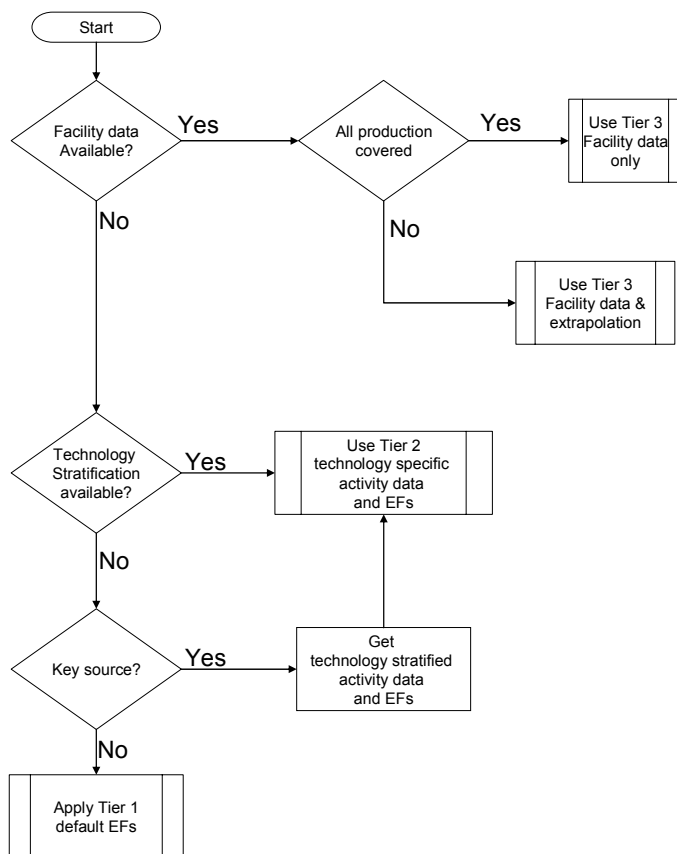 Start
Facility data
Available?
Yes
All production
covered
Yes
Use Tier 3
Facility data
only
No
No
Use Tier 3
Facility data &
extrapolation
Technology
Stratification
available?
Yes
Use Tier 2
technology specific
activity data
and EFs
No
Key source?
Yes
Get
technology stratified
activity data
and EFs
No
Apply Tier 1
default EFs